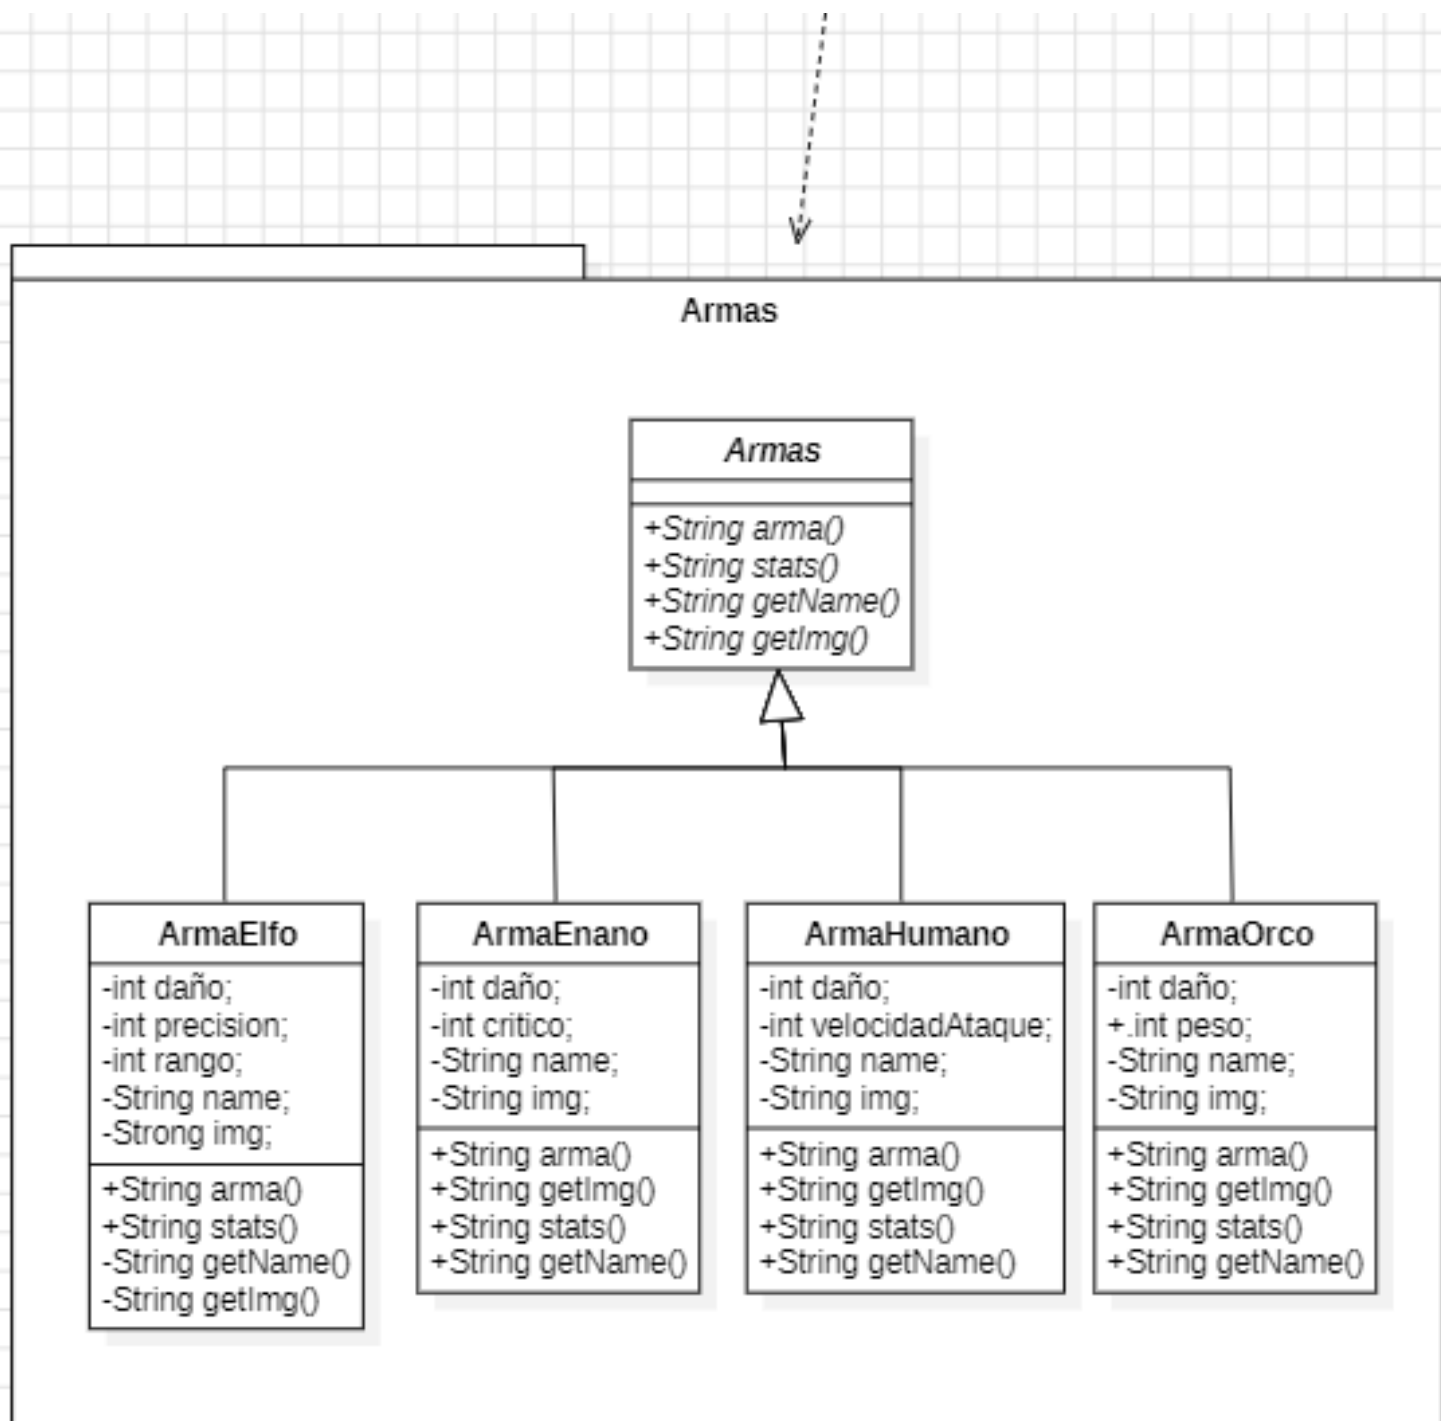 Armas
Armas
+String arma()
+String stats()
+String getName()
+String getImg()
ArmaElfo
-int daño;
-int precision;
-int rango;
-String name;
-Strong img;
+String arma()
+String stats()
-String getName()
-String getImg()
ArmaEnano
-int daño;
-int critico;
-String name;
-String img;
+String arma()
+String getImg()
+String stats()
+String getName()
ArmaHumano
-int daño;
-int velocidadAtaque;
-String name;
-String img;
+String arma()
+String getImg()
+String stats()
+String getName()
ArmaOrco
-int daño;
+.int peso;
-String name;
-String img;
+String arma()
+String getImg()
+String stats()
+String getName()